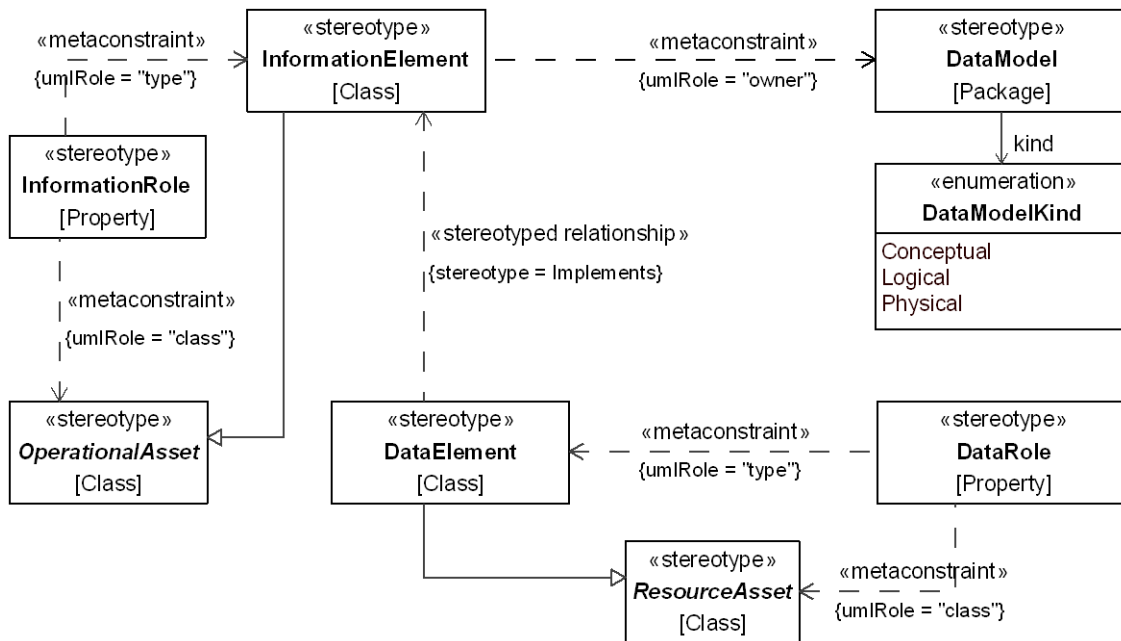 «stereotype»
InformationElement
[Class]
«metaconstraint»
{umlRole = "type"}
«metaconstraint»
{umlRole = "owner"}
«stereotype»
DataModel
[Package]
kind
«stereotype»
InformationRole
[Property]
«enumeration»
DataModelKind
Conceptual
Logical
Physical
«stereotyped relationship»
{stereotype = Implements}
«metaconstraint»
{umlRole = "class"}
«stereotype»
OperationalAsset
[Class]
«stereotype»
DataElement
[Class]
«metaconstraint»
{umlRole = "type"}
«stereotype»
DataRole
[Property]
«stereotype»
ResourceAsset
[Class]
«metaconstraint»
{umlRole = "class"}